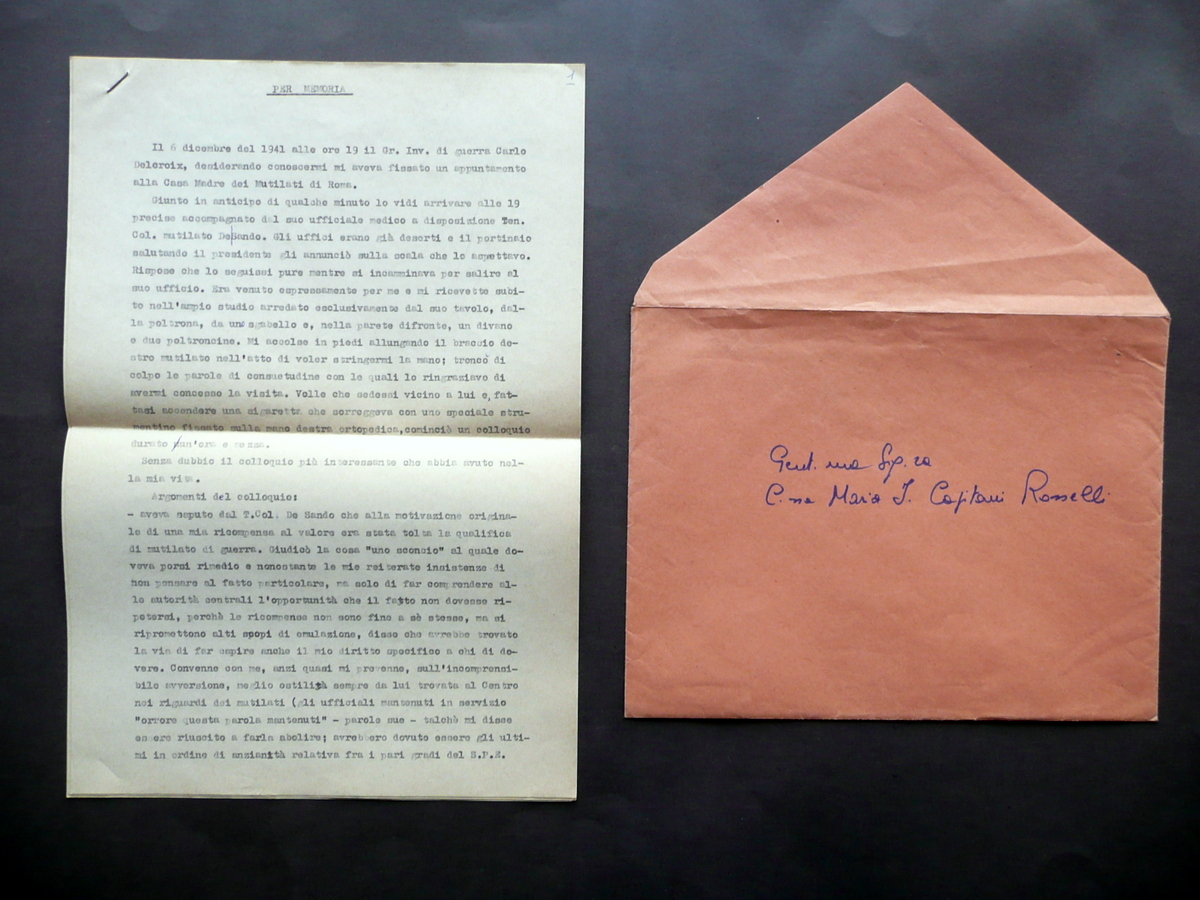 1
PER MEMORIA
Il 6 dicembre del 1941 alle ore 19 il Gr. Inv. di guerra Carlo
Delcroix, desiderando conoscermi mi aveva fissato un appuntamento
alla Casa Madre dei Mutilati di Roma.
Giunto in anticipo di qualche minuto lo vidi arrivare alle 19
precise accompagnato dal suo ufficiale medico a disposizione Ten.
Col. mutilato De Sando. Gli uffici erano già deserti e il portinaio
salutando il presidente gli annunciò sulla scala che lo aspettavo.
Rispose che lo seguissi pure mentre si incamminava per salire al
suo ufficio. Era venuto espressamente per me e mi ricevette subi-
to nell'ampio studio arredato esclusivamente dal suo tavolo, dal-
la poltrona, da uno sgabello e, nella parete difronte, un divano
e due poltroncine. Mi accolse in piedi allungando il braccio de-
stro mutilato nell'atto di voler stringermi la mano; troncò di
colpo le parole di consuetudine con le quali lo ringraziavo di
avermi concesso la visita. Volle che sedessi vicino a lui e, fat-
tasi accendere una sigaretta che sorreggeva con uno speciale stru-
mentino fissato sulla mano destra ortopedica, cominciò un colloquio
durato un'ora e mezza.
Senza dubbio il colloquio più interessante che abbia avuto nel-
la mia vita.
Argomenti del colloquio:
- aveva saputo dal T.Col. De Sando che alla motivazione origina-
le di una mia ricompensa al valore era stata tolta la qualifica
di mutilato di guerra. Giudicò la cosa "uno sconcio" al quale do-
veva porsi rimedio e nonostante le mie reiterate insistenze di
non pensare al fatto particolare, ma solo di far comprendere al-
le autorità centrali l'opportunità che il fatto non dovesse ri-
petersi, perchè le ricompense non sono fine a sè stesse, ma si
ripromettono alti scopi di emulazione, disse che avrebbe trovato
la via di far capire anche il mio diritto specifico a chi di do-
vere. Convenne con me, anzi quasi mi prevenne, sull'incomprensi-
bile avversione, meglio ostilità sempre da lui trovata al Centro
nei riguardi dei mutilati (gli ufficiali mantenuti in servizio
"orrore questa parola mantenuti" - parole sue - talchè mi disse
essere riuscito a farla abolire; avrebbero dovuto essere gli ulti-
mi in ordine di anzianità relativa fra i pari gradi del S.P.E.
Gent.ma Sig.ra
C.ssa Maria J. Capitani Rosselli